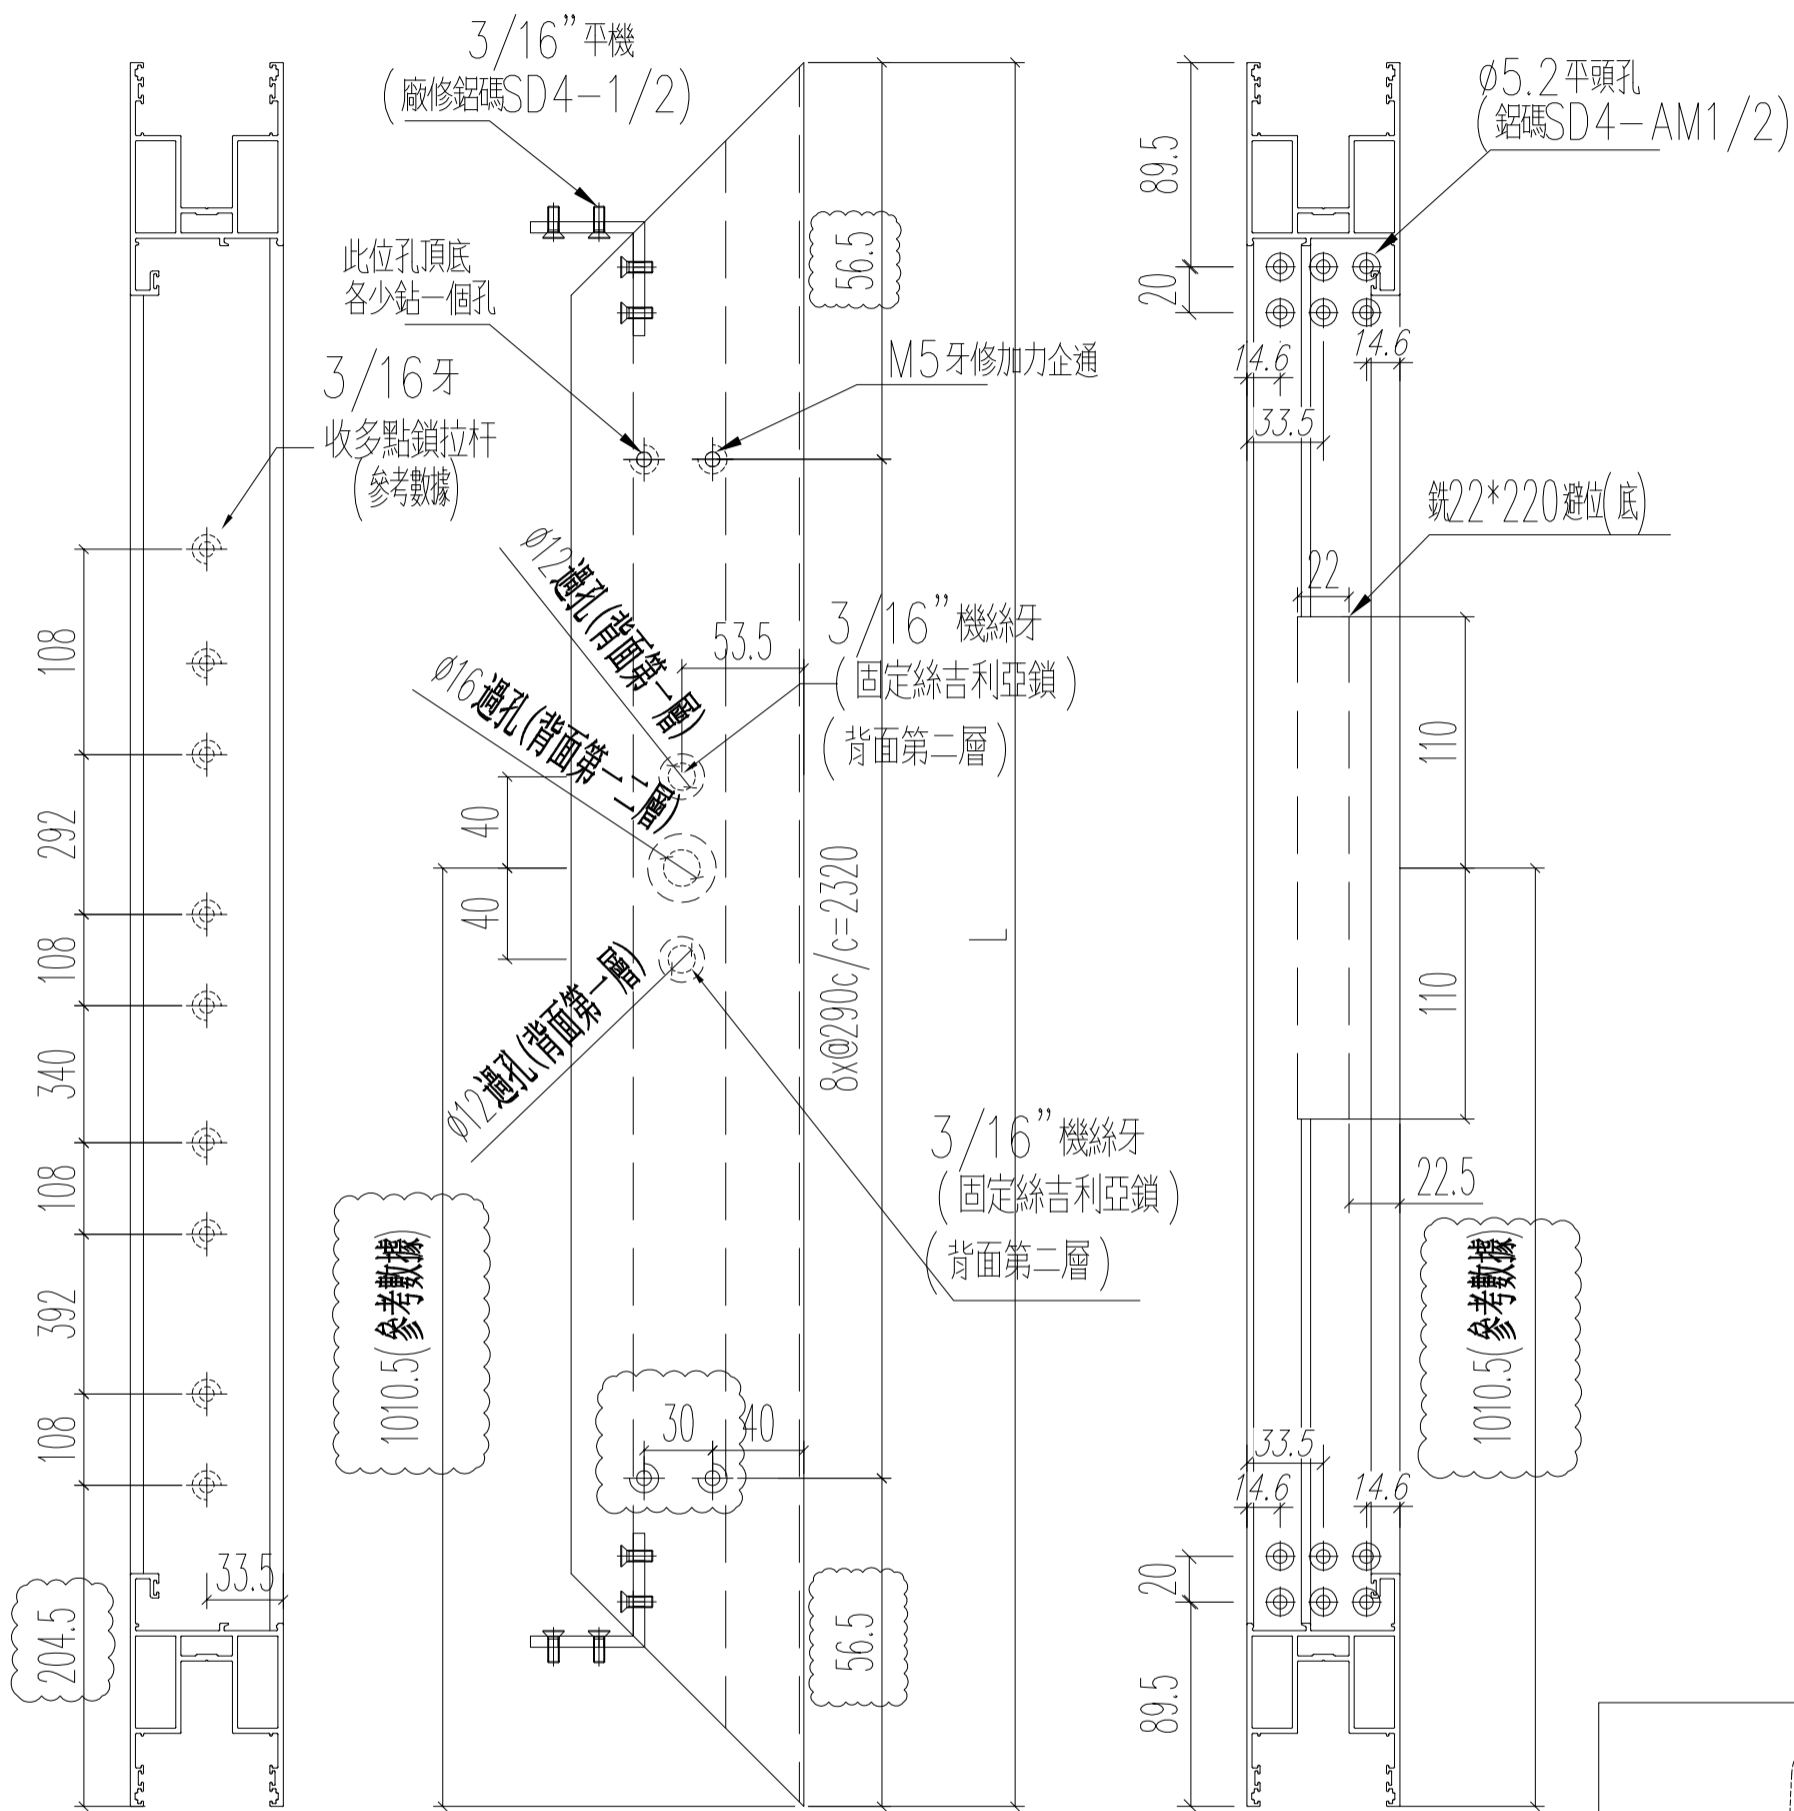 3/16”平機
(廠修鋁碼SD4-1/2)
此位孔頂底
各少鉆一個孔
3/16牙
收多點鎖拉杆
(參考數據)
M5牙修加力企通
ø12過孔(背面第一層)
ø16過孔(背面第一二層)
ø12過孔(背面第一層)
3/16”機絲牙
(固定絲吉利亞鎖)
(背面第二層)
3/16”機絲牙
(固定絲吉利亞鎖)
(背面第二層)
ø5.2平頭孔
(鋁碼SD4-AM1/2)
銑22*220避位(底)
108
292
108
340
108
392
108
204.5
33.5
56.5
53.5
40
40
8x@290c/c=2320
L
1010.5(參考數據)
30
40
56.5
89.5
20
14.6
14.6
33.5
22
110
110
22.5
1010.5(參考數據)
33.5
14.6
14.6
20
89.5